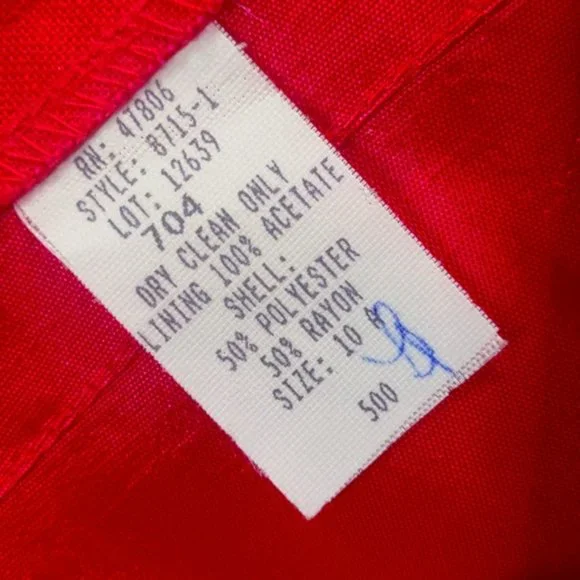 RN: 47806
STYLE: 8715-1
LOT: 12639
704
DRY CLEAN ONLY
LINING 100% ACETATE
SHELL:
50% POLYESTER
50% RAYON
SIZE: 10 A
500